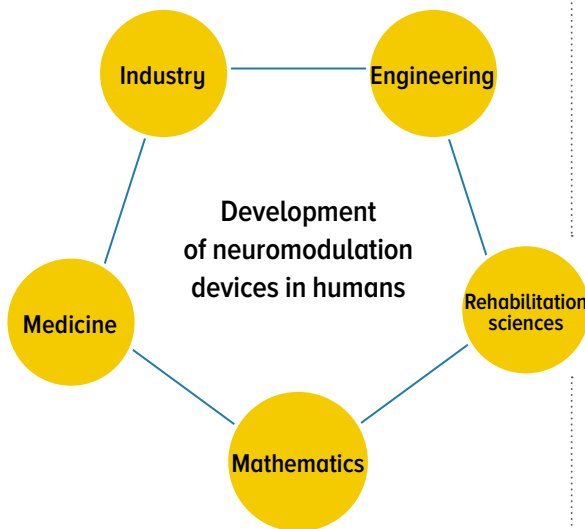 Industry
Engineering
Development
of neuromodulation
devices in humans
Rehabilitation
sciences
Medicine
Mathematics